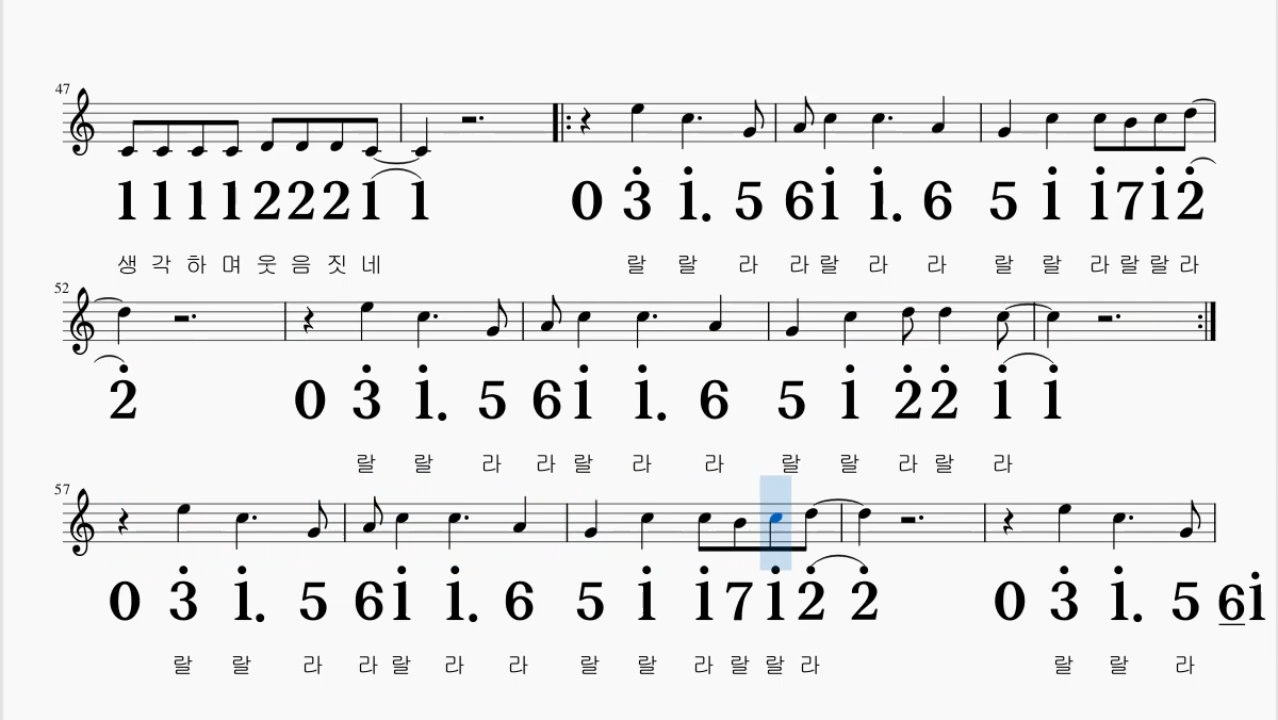 47
1 1 1 1 2 2 2 1 1 0 3̇ 1̇. 5 6 1̇ 1̇. 6 5 1̇ 1̇ 7 1̇ 2̇
생 각 하 며 웃 음 짓 네 랄 랄 라 라 랄 라 라 랄 랄 라 랄 랄 라
52
2̇ 0 3̇ 1̇. 5 6 1̇ 1̇. 6 5 1̇ 2̇ 2̇ 1̇ 1̇
랄 랄 라 라 랄 라 라 랄 랄 라 랄 라
57
0 3̇ 1̇. 5 6 1̇ 1̇. 6 5 1̇ 1̇ 7 1̇ 2̇ 2̇ 0 3̇ 1̇. 5 6 1̇
랄 랄 라 라 랄 라 라 랄 랄 라 랄 랄 라 랄 랄 라